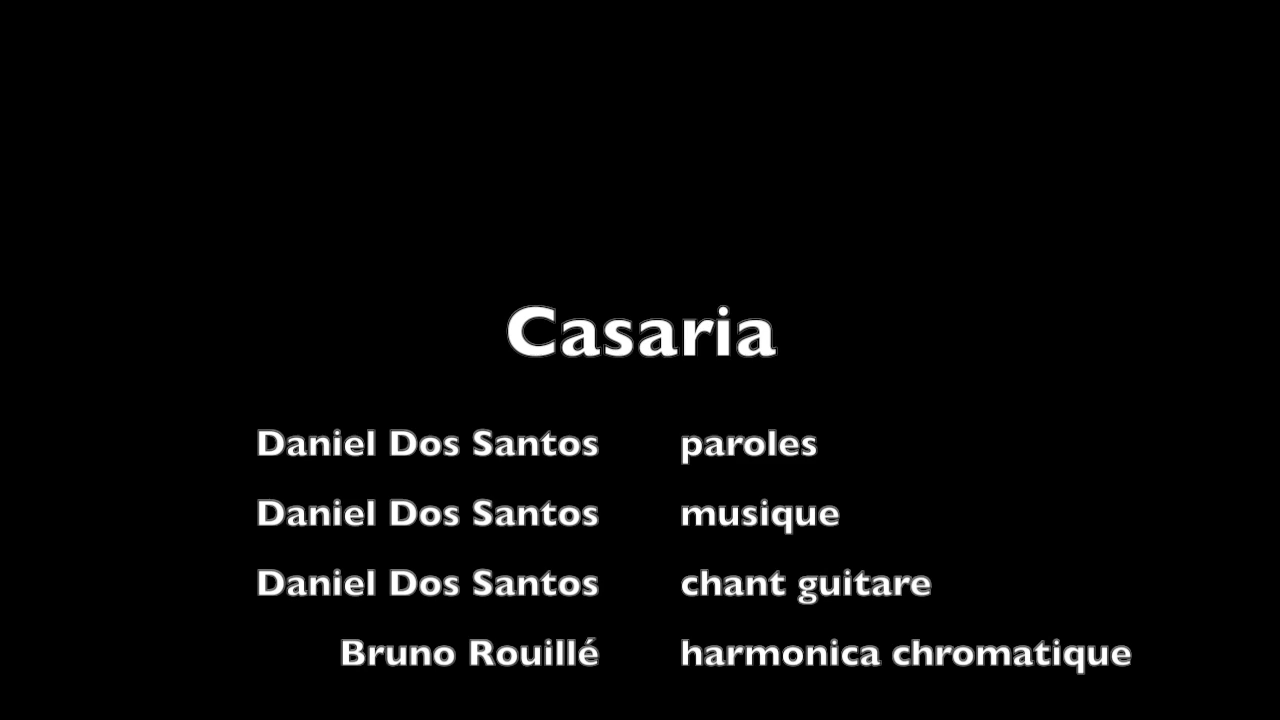 Casaria
Daniel Dos Santos paroles
Daniel Dos Santos musique
Daniel Dos Santos chant guitare
Bruno Rouillé harmonica chromatique